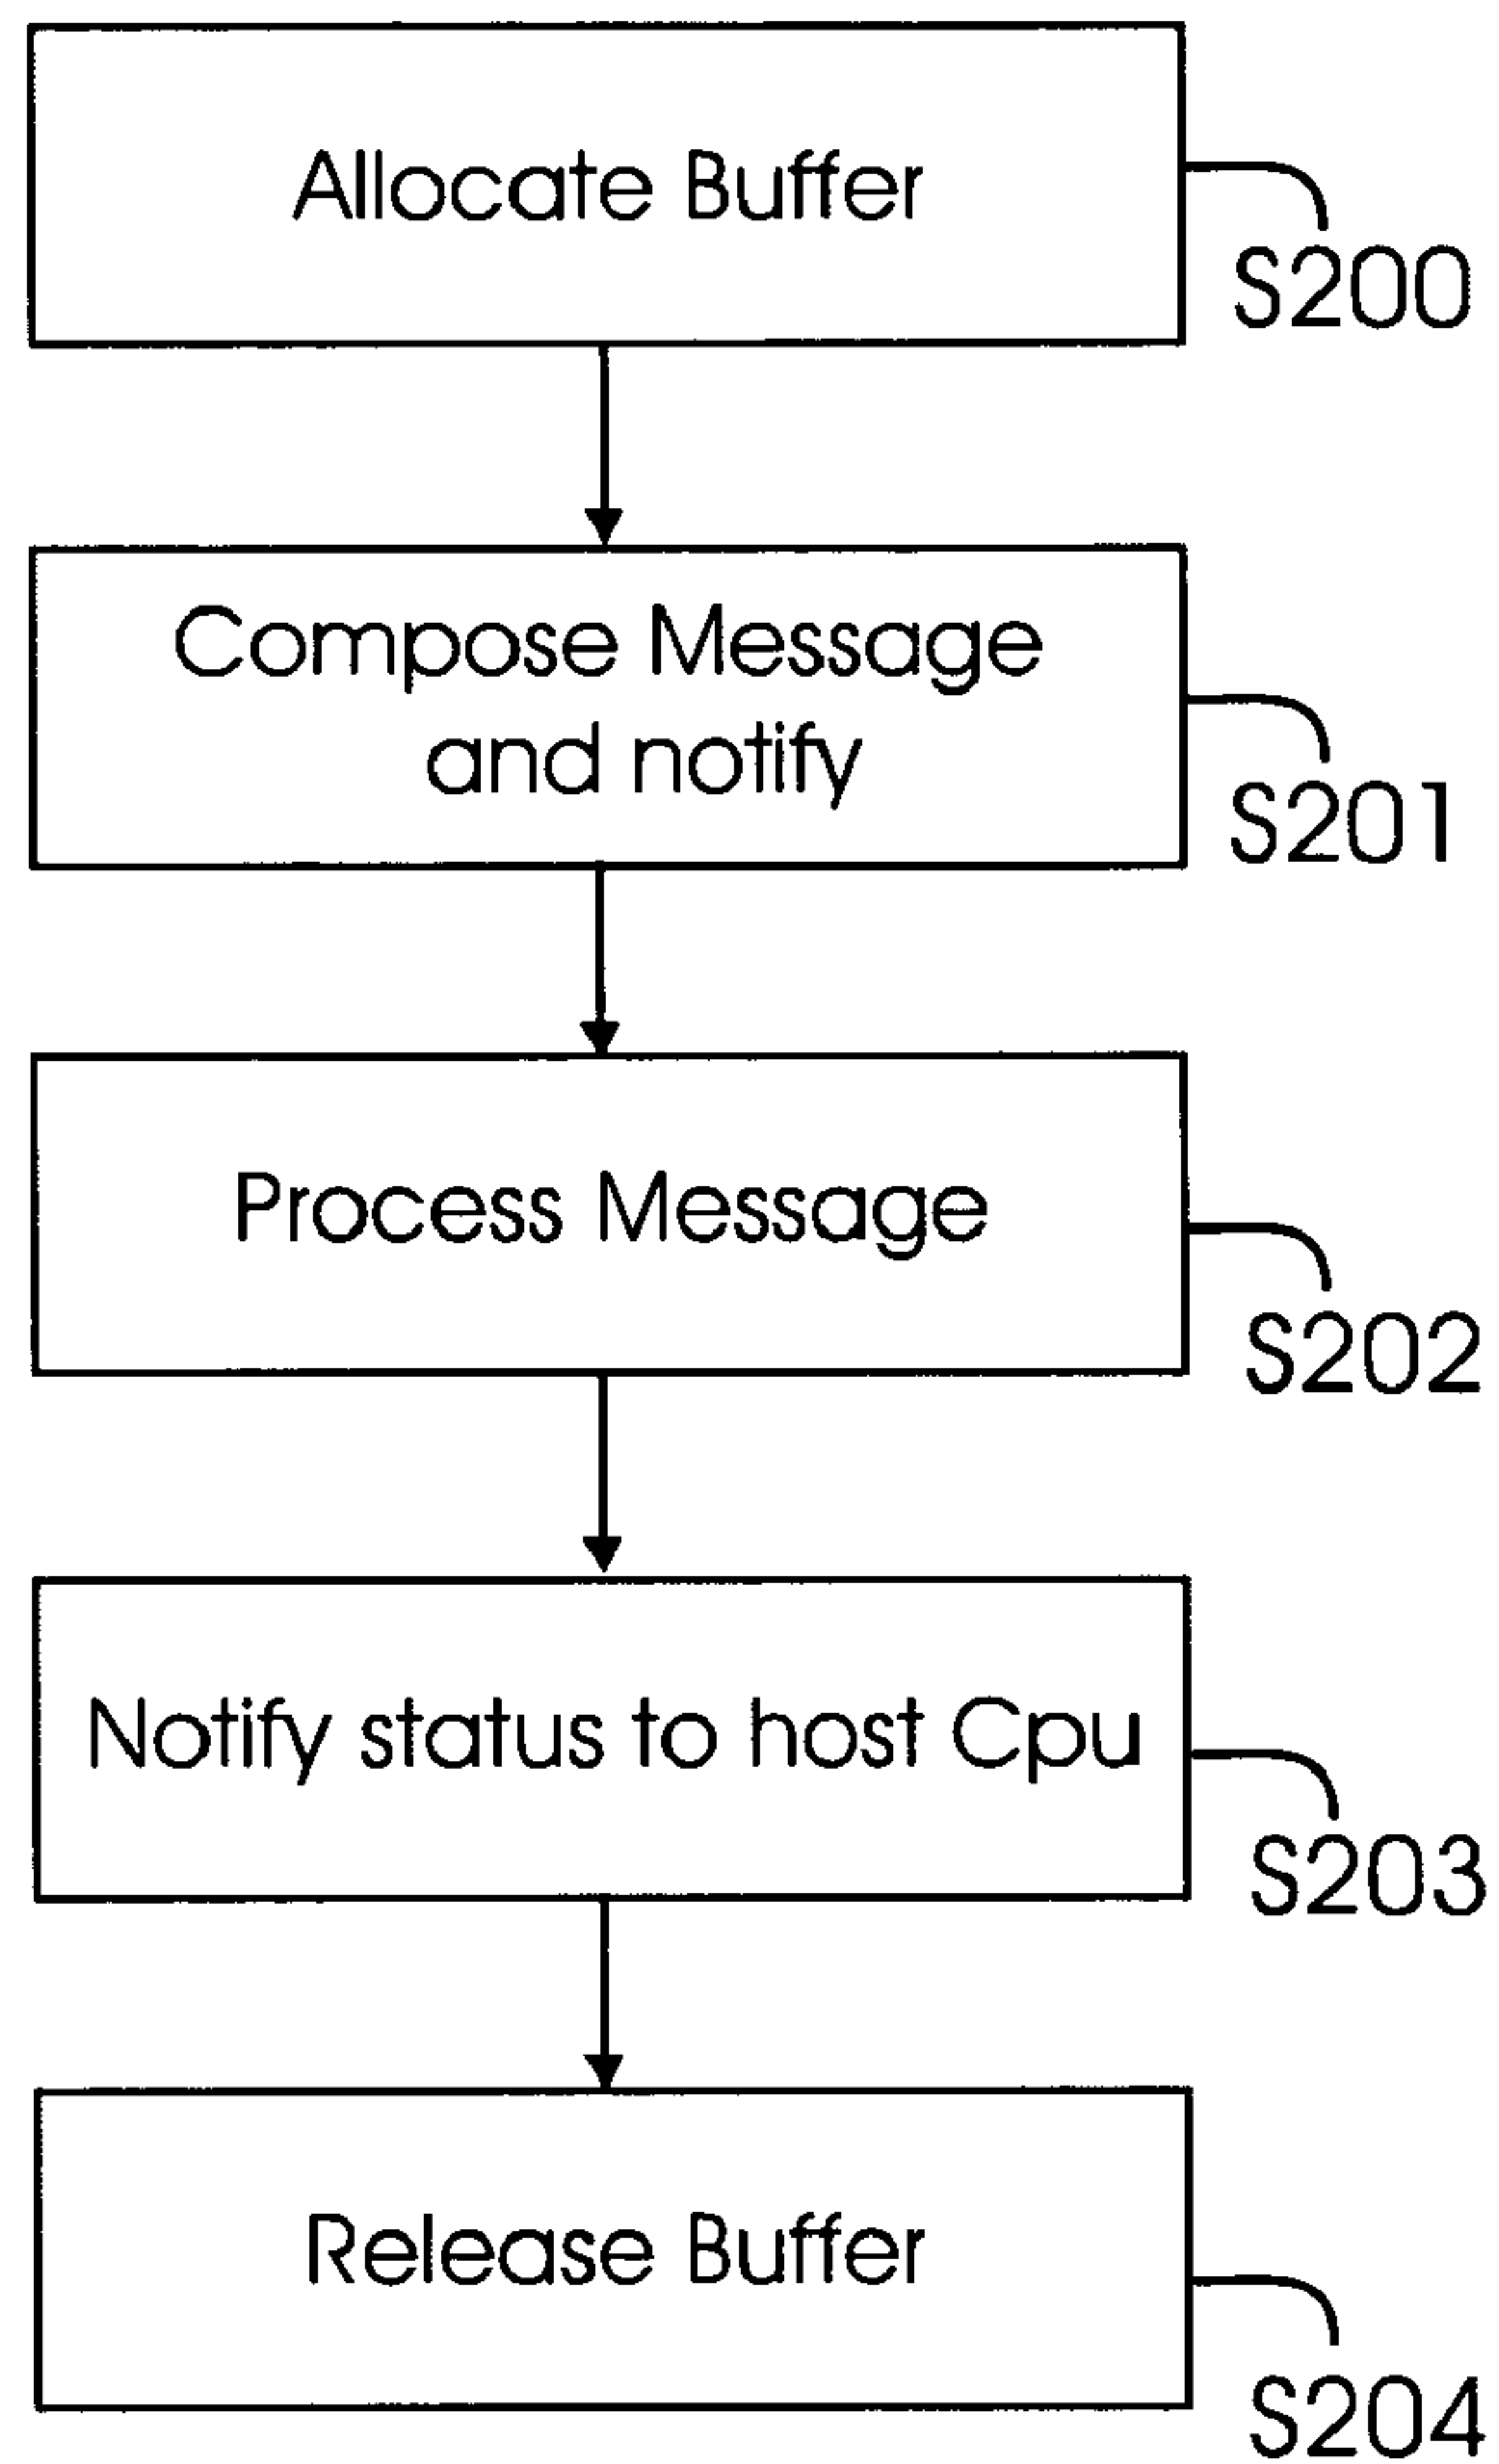 Allocate Buffer
S200
Compose Message
and notify
S201
Process Message
S202
Notify status to host Cpu
S203
Release Buffer
S204